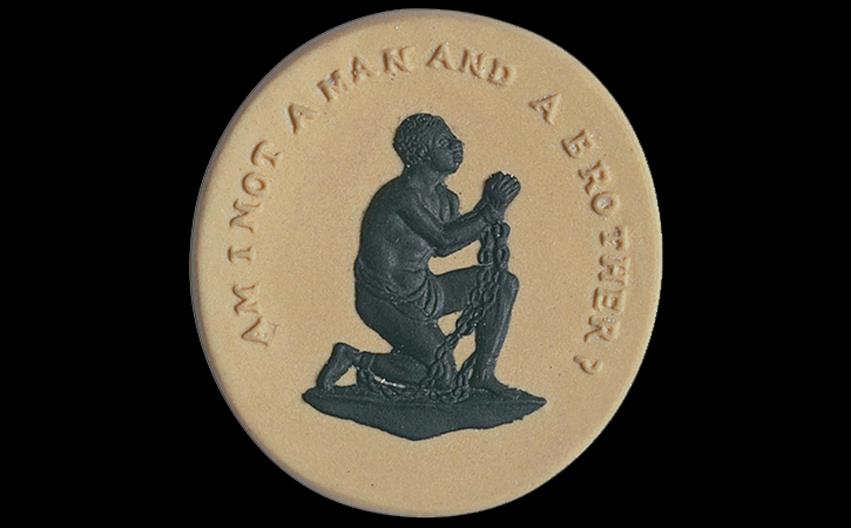 AM I NOT A MAN AND A BROTHER?